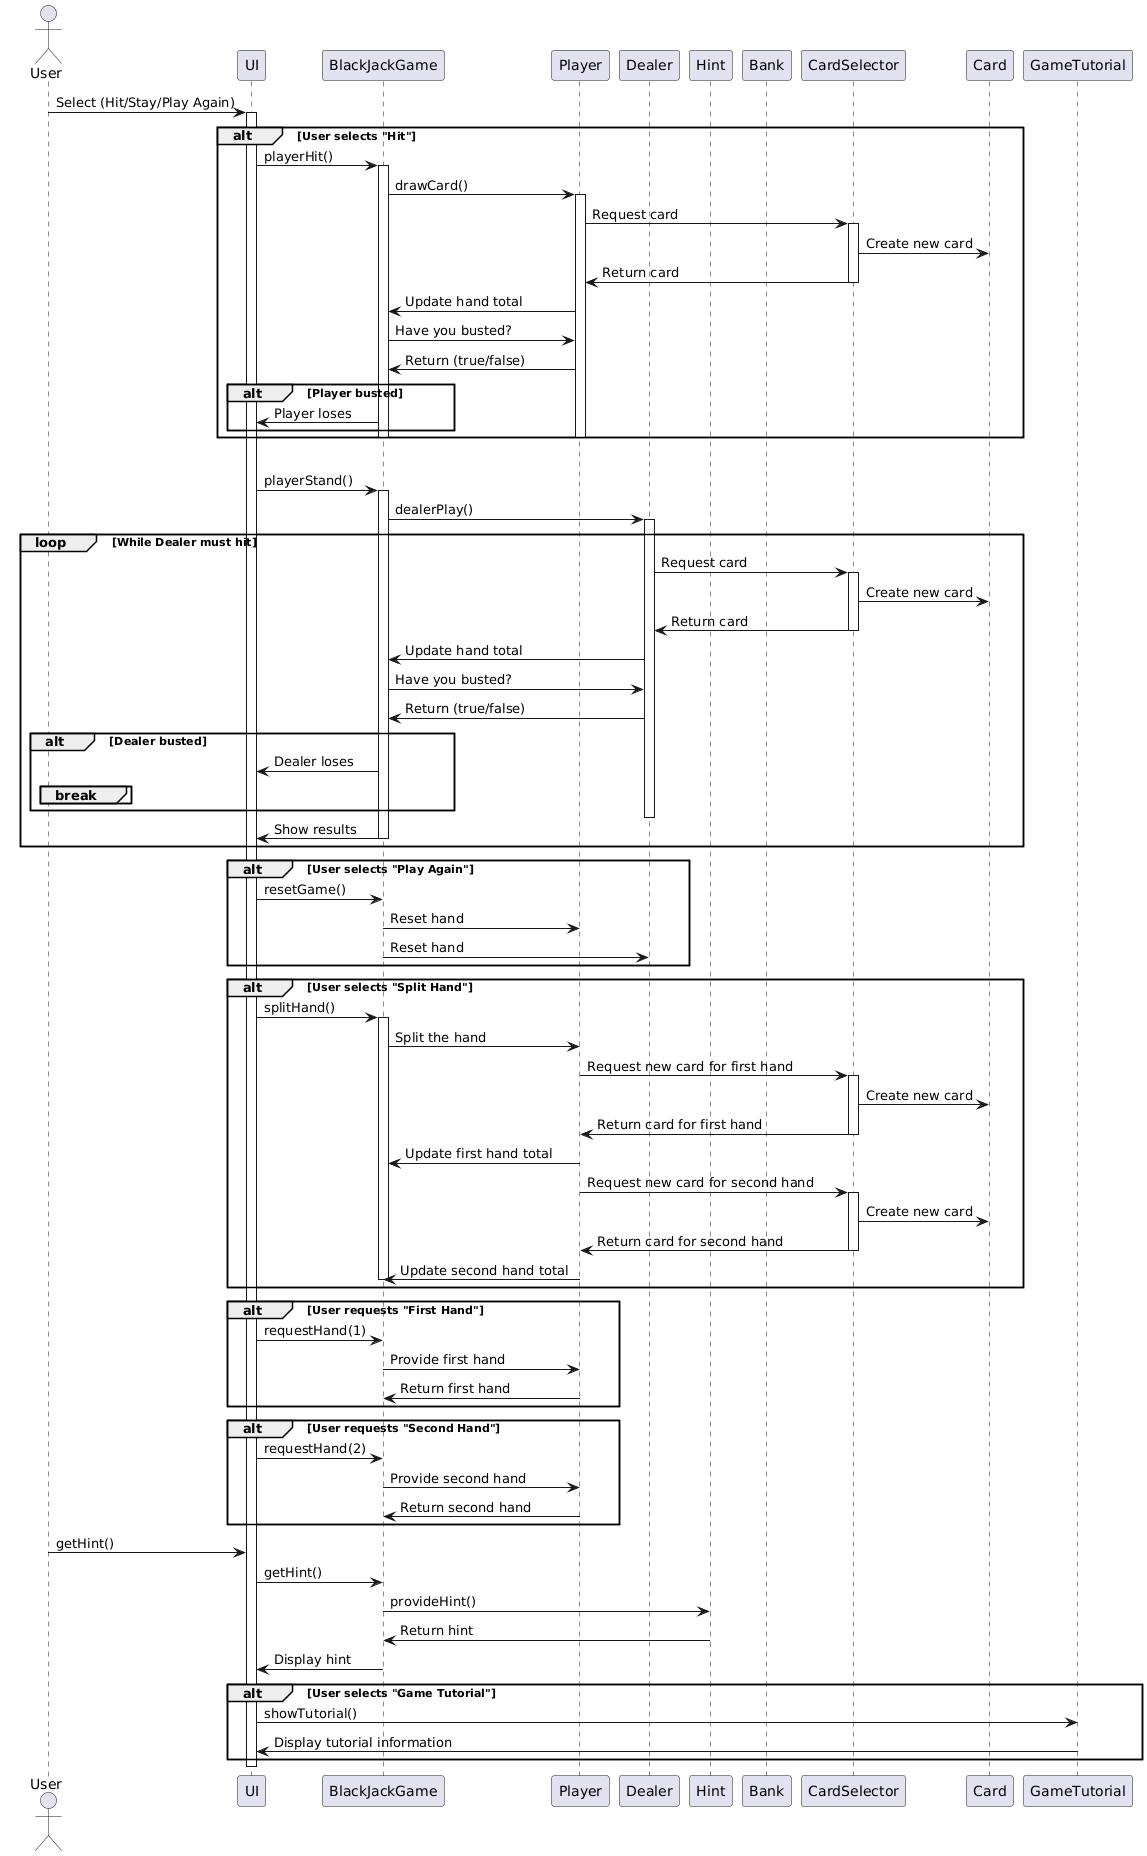 User
UI
BlackJackGame
Player
Dealer
Hint
Bank
CardSelector
Card
GameTutorial
Select (Hit/Stay/Play Again)
alt [User selects "Hit"]
playerHit()
drawCard()
Request card
Create new card
Return card
Update hand total
Have you busted?
Return (true/false)
alt [Player busted]
Player loses
playerStand()
dealerPlay()
loop [While Dealer must hit]
Request card
Create new card
Return card
Update hand total
Have you busted?
Return (true/false)
alt [Dealer busted]
Dealer loses
break
Show results
alt [User selects "Play Again"]
resetGame()
Reset hand
Reset hand
alt [User selects "Split Hand"]
splitHand()
Split the hand
Request new card for first hand
Create new card
Return card for first hand
Update first hand total
Request new card for second hand
Create new card
Return card for second hand
Update second hand total
alt [User requests "First Hand"]
requestHand(1)
Provide first hand
Return first hand
alt [User requests "Second Hand"]
requestHand(2)
Provide second hand
Return second hand
getHint()
getHint()
provideHint()
Return hint
Display hint
alt [User selects "Game Tutorial"]
showTutorial()
Display tutorial information
User
UI
BlackJackGame
Player
Dealer
Hint
Bank
CardSelector
Card
GameTutorial